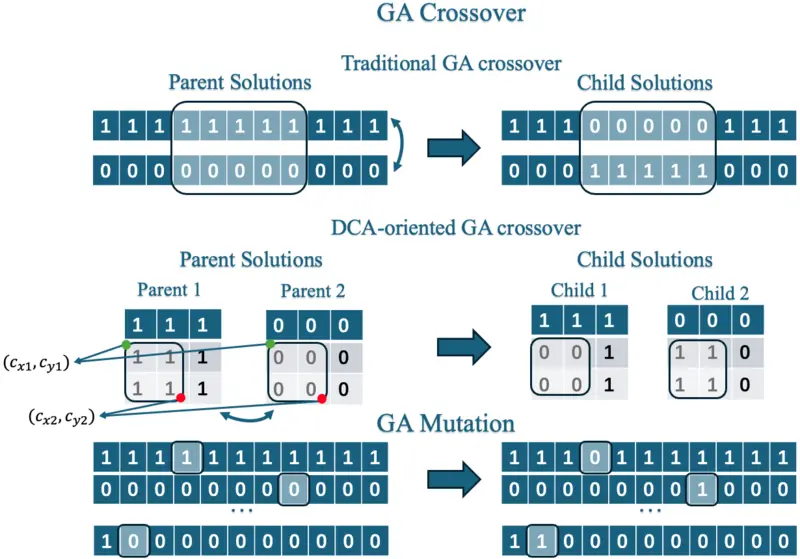 GA Crossover
Traditional GA crossover
Parent Solutions
Child Solutions
1 1 1 1 1 1 1 1 1 1 1
1 1 1 0 0 0 0 0 1 1 1
0 0 0 0 0 0 0 0 0 0 0
0 0 0 1 1 1 1 1 0 0 0
DCA-oriented GA crossover
Parent Solutions
Child Solutions
Parent 1
Parent 2
Child 1
Child 2
1 1 1
0 0 0
1 1 1
0 0 0
1 1 1
0 0 0
0 0 1
1 1 0
1 1 1
0 0 0
0 0 1
1 1 0
(cx1, cy1)
(cx2, cy2)
GA Mutation
1 1 1 1 1 1 1 1 1 1 1
1 1 1 0 1 1 1 1 1 1 1
0 0 0 0 0 0 0 0 0 0 0
0 0 0 0 0 0 0 1 0 0 0
...
...
1 0 0 0 0 0 0 0 0 0 0
1 1 0 0 0 0 0 0 0 0 0